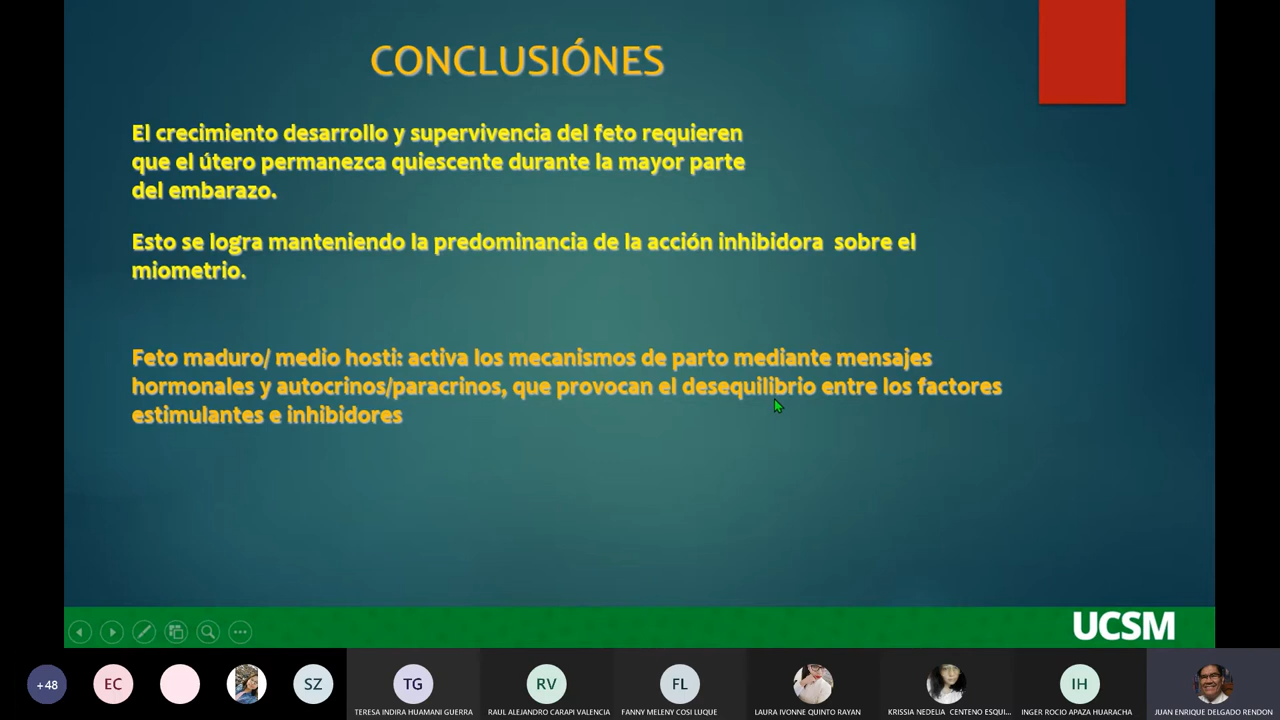 CONCLUSIÓNES
El crecimiento desarrollo y supervivencia del feto requieren
que el útero permanezca quiescente durante la mayor parte
del embarazo.
Esto se logra manteniendo la predominancia de la acción inhibidora  sobre el
miometrio.
Feto maduro/ medio hosti: activa los mecanismos de parto mediante mensajes
hormonales y autocrinos/paracrinos, que provocan el desequilibrio entre los factores
estimulantes e inhibidores
UCSM
+48
EC
SZ
TG
RV
FL
IH
TERESA INDIRA HUAMANI GUERRA
RAUL ALEJANDRO CARAPI VALENCIA
FANNY MELENY COSI LUQUE
LAURA IVONNE QUINTO RAYAN
KRISSIA NEDELIA  CENTENO ESQUI...
INGER ROCIO APAZA HUARACHA
JUAN ENRIQUE DELGADO RENDON